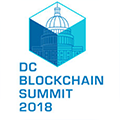 DC
BLOCKCHAIN
SUMMIT
2018